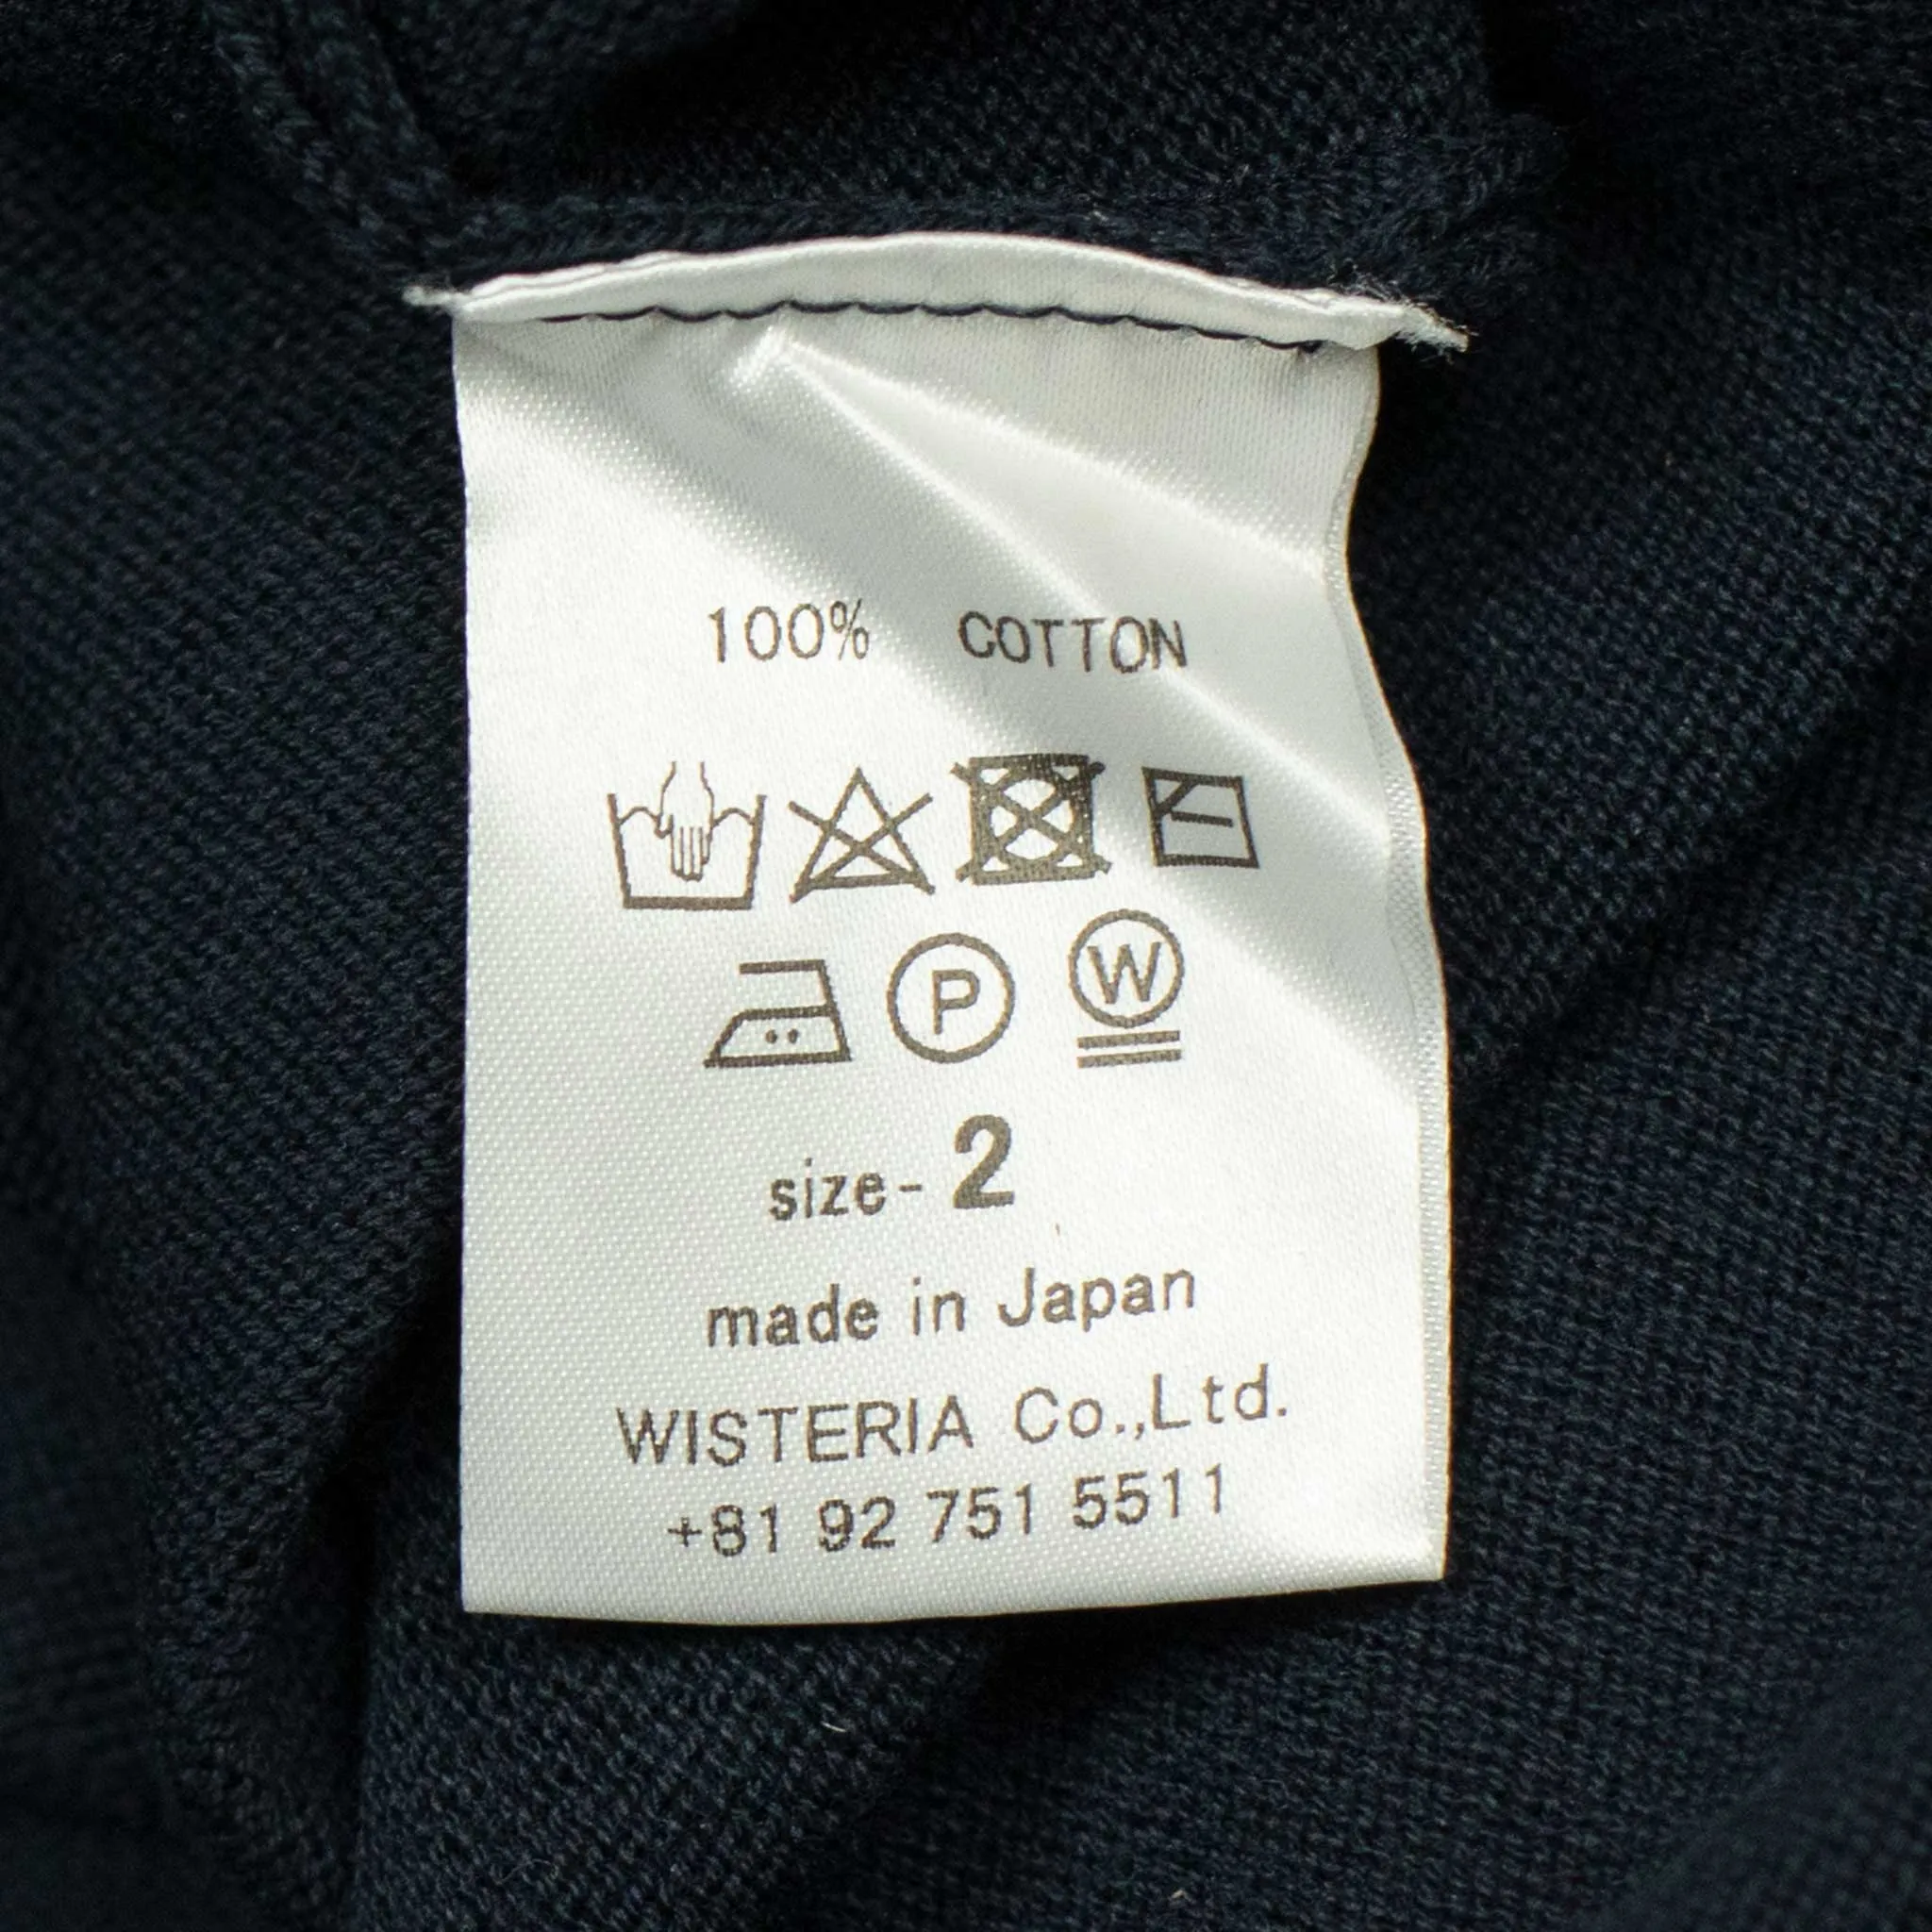 100% COTTON
P W
size-2
made in Japan
WISTERIA Co.,Ltd.
+81 92 751 5511